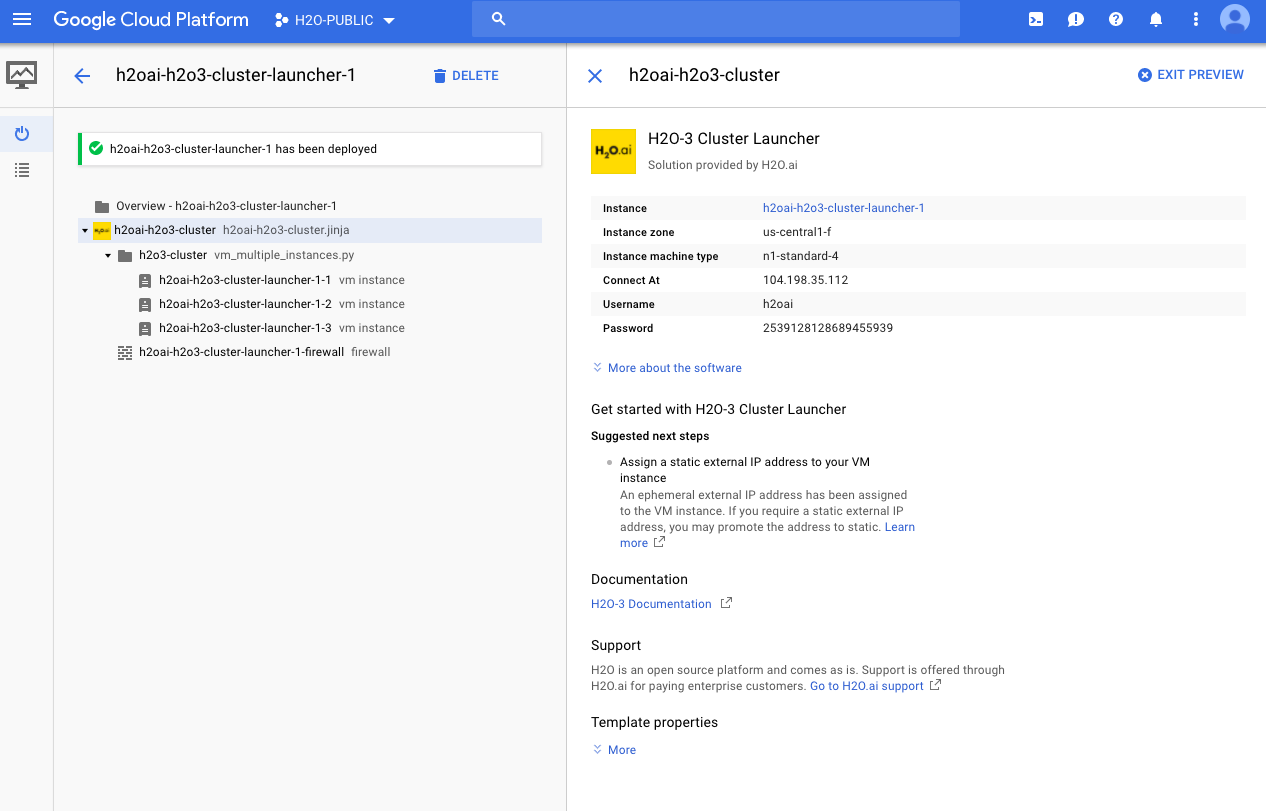 Google Cloud Platform
H2O-PUBLIC
h2oai-h2o3-cluster-launcher-1
DELETE
h2oai-h2o3-cluster-launcher-1 has been deployed
Overview - h2oai-h2o3-cluster-launcher-1
h2oai-h2o3-cluster h2oai-h2o3-cluster.jinja
h2o3-cluster vm_multiple_instances.py
h2oai-h2o3-cluster-launcher-1-1 vm instance
h2oai-h2o3-cluster-launcher-1-2 vm instance
h2oai-h2o3-cluster-launcher-1-3 vm instance
h2oai-h2o3-cluster-launcher-1-firewall firewall
h2oai-h2o3-cluster
EXIT PREVIEW
H2O.ai
H2O-3 Cluster Launcher
Solution provided by H2O.ai
Instance h2oai-h2o3-cluster-launcher-1
Instance zone us-central1-f
Instance machine type n1-standard-4
Connect At 104.198.35.112
Username h2oai
Password 2539128128689455939
More about the software
Get started with H2O-3 Cluster Launcher
Suggested next steps
Assign a static external IP address to your VM
instance
An ephemeral external IP address has been assigned
to the VM instance. If you require a static external IP
address, you may promote the address to static. Learn
more
Documentation
H2O-3 Documentation
Support
H2O is an open source platform and comes as is. Support is offered through
H2O.ai for paying enterprise customers. Go to H2O.ai support
Template properties
More